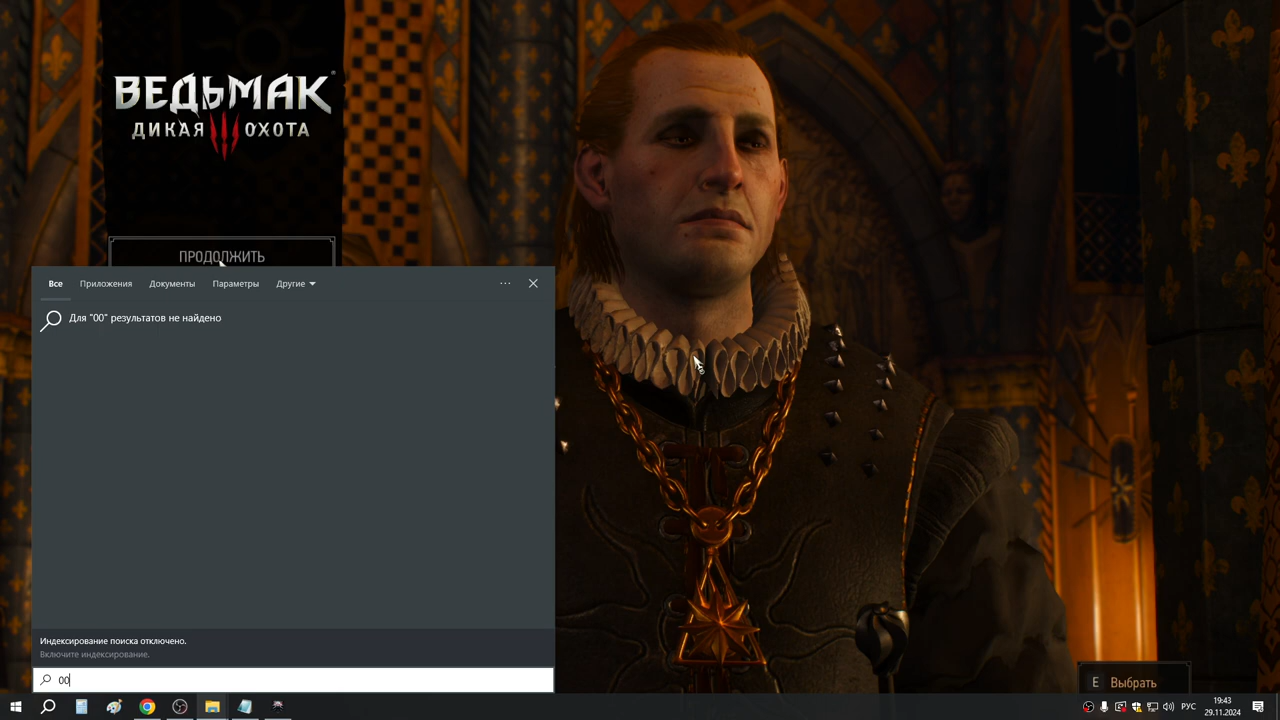 ВЕДЬМАК
ДИКАЯ III ОХОТА
ПРОДОЛЖИТЬ
Все Приложения Документы Параметры Другие
Для "00" результатов не найдено
Индексирование поиска отключено.
Включите индексирование.
00
E Выбрать
РУС
19:43
29.11.2024